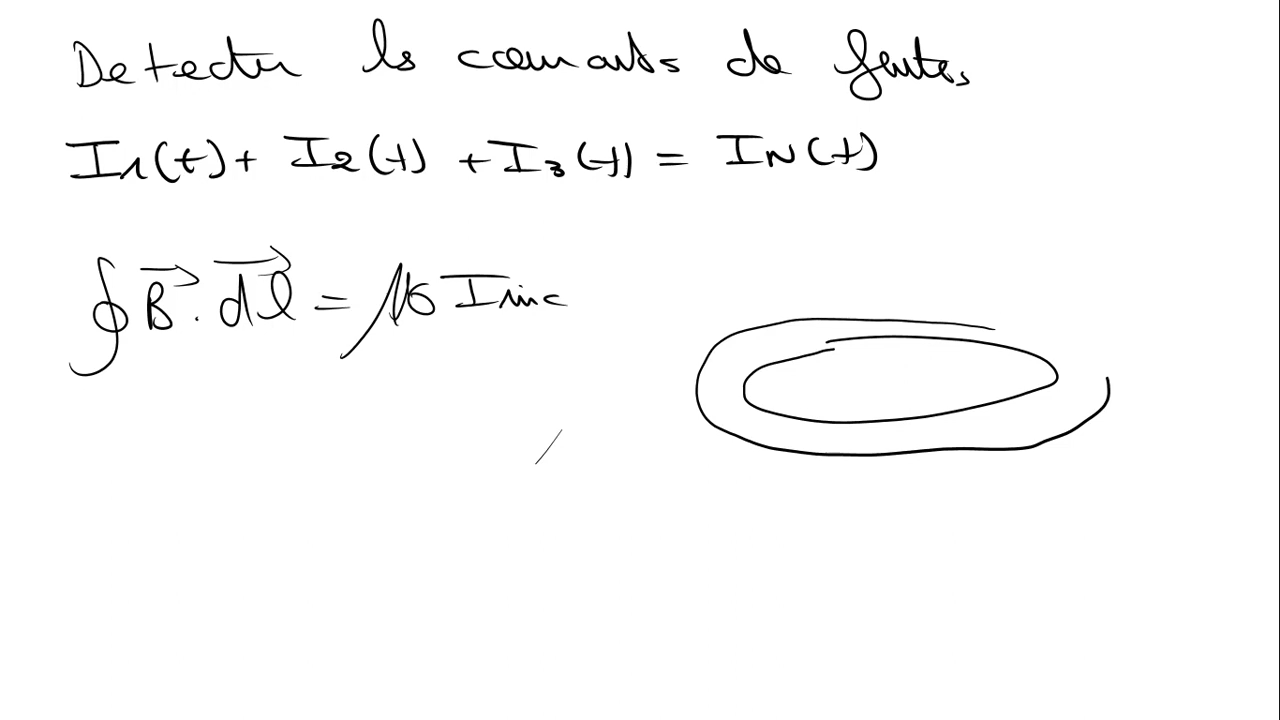 Detecter les courants de fuites
I1(t) + I2(t) + I3(t) = IN(t)
∮ B⃗ . dl⃗ = μ0 Iinc